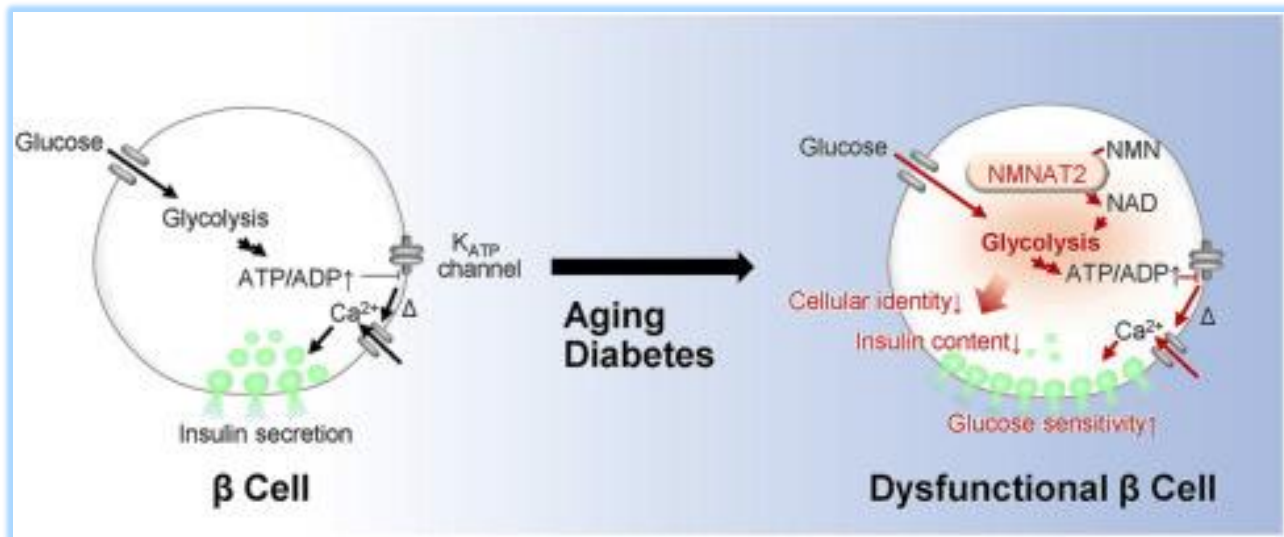 Glucose
Glycolysis
ATP/ADP↑
K_ATP
channel
Ca²⁺
Δ
Insulin secretion
β Cell
Aging
Diabetes
Glucose
NMN
NMNAT2
NAD
Glycolysis
ATP/ADP↑
Cellular identity↓
Δ
Insulin content↓
Ca²⁺
Glucose sensitivity↑
Dysfunctional β Cell